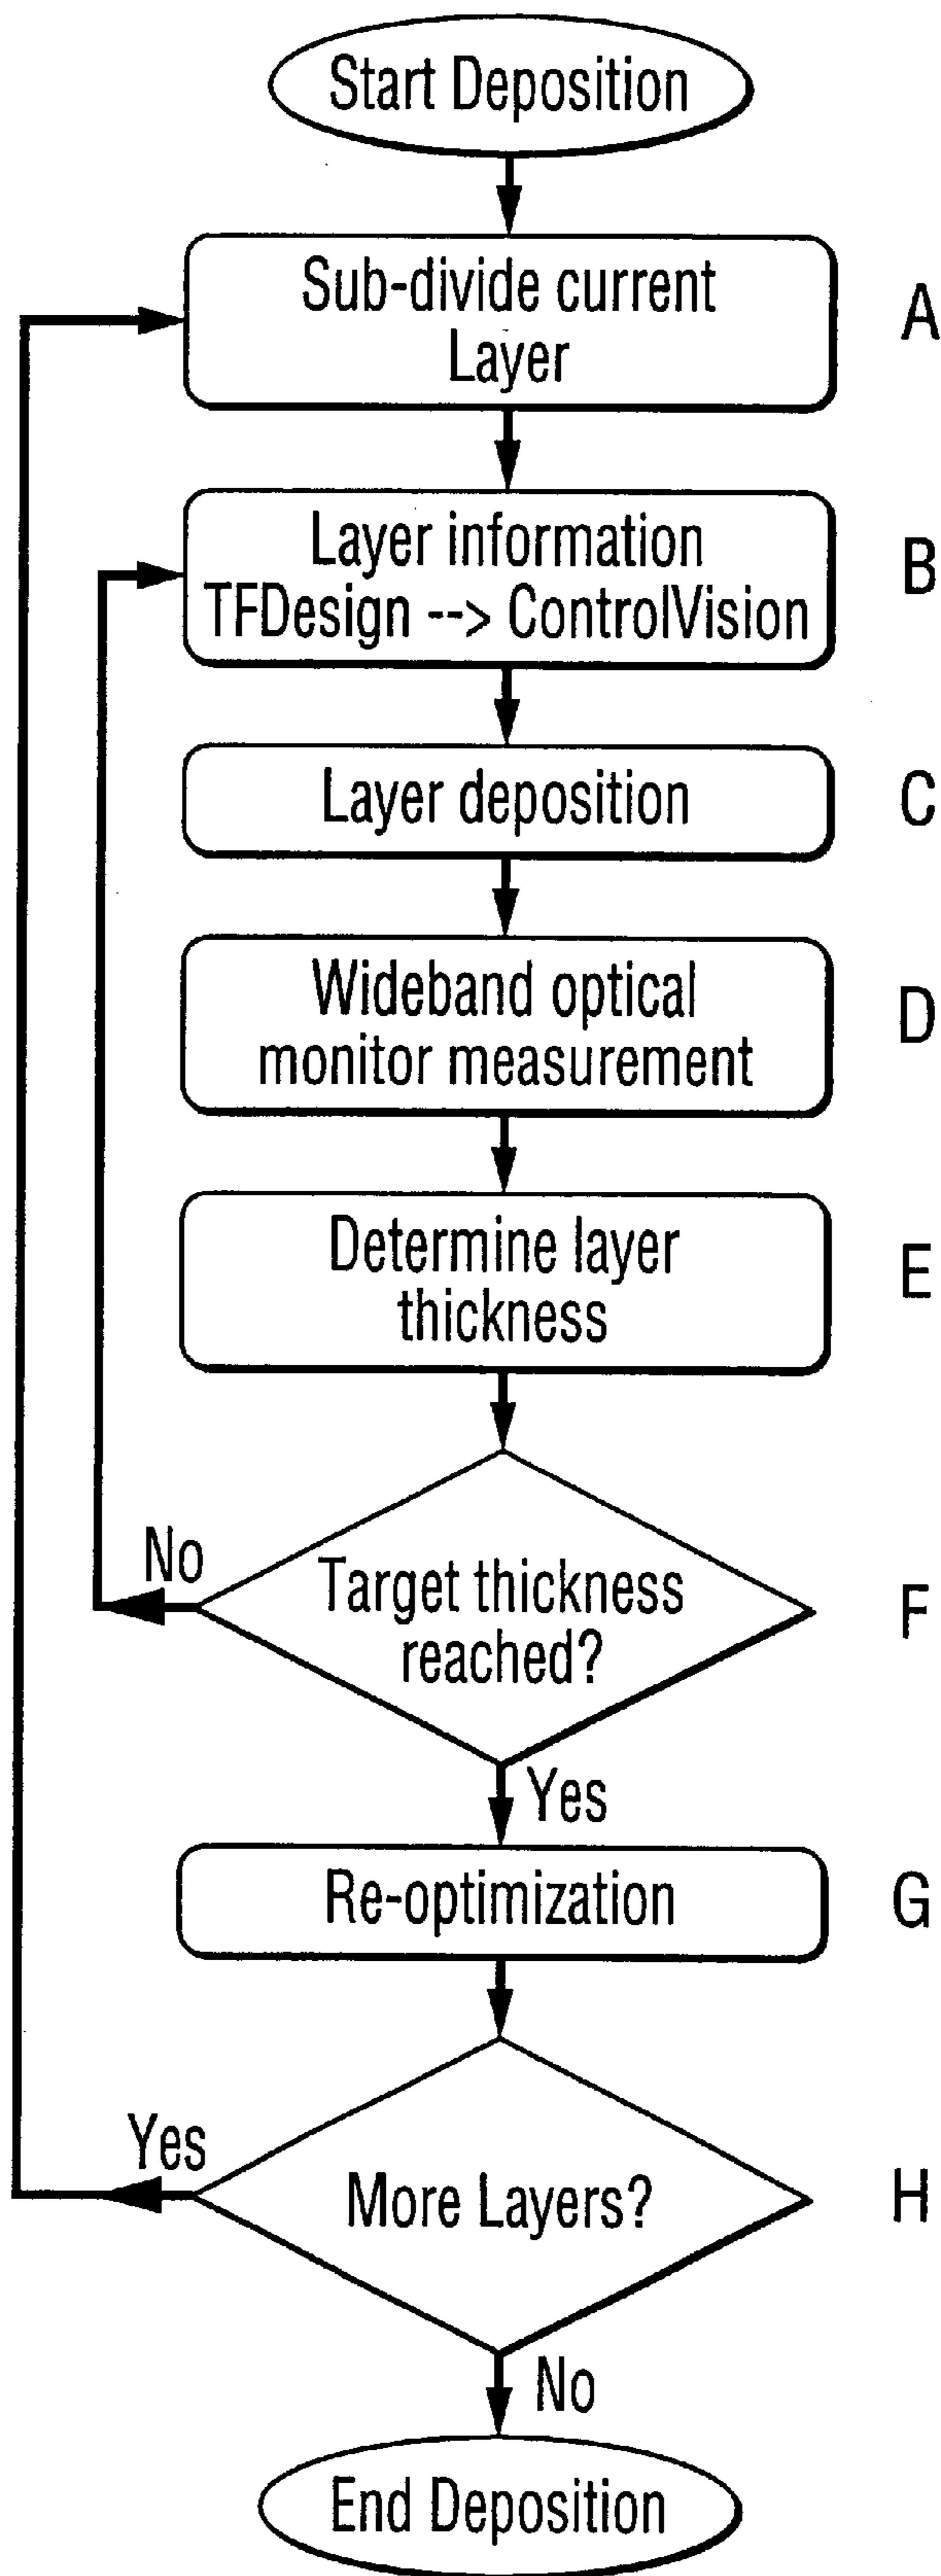 Start Deposition
Sub-divide current
Layer
A
Layer information
TFDesign --> ControlVision
B
Layer deposition
C
Wideband optical
monitor measurement
D
Determine layer
thickness
E
No
Target thickness
reached?
F
Yes
Re-optimization
G
Yes
More Layers?
H
No
End Deposition